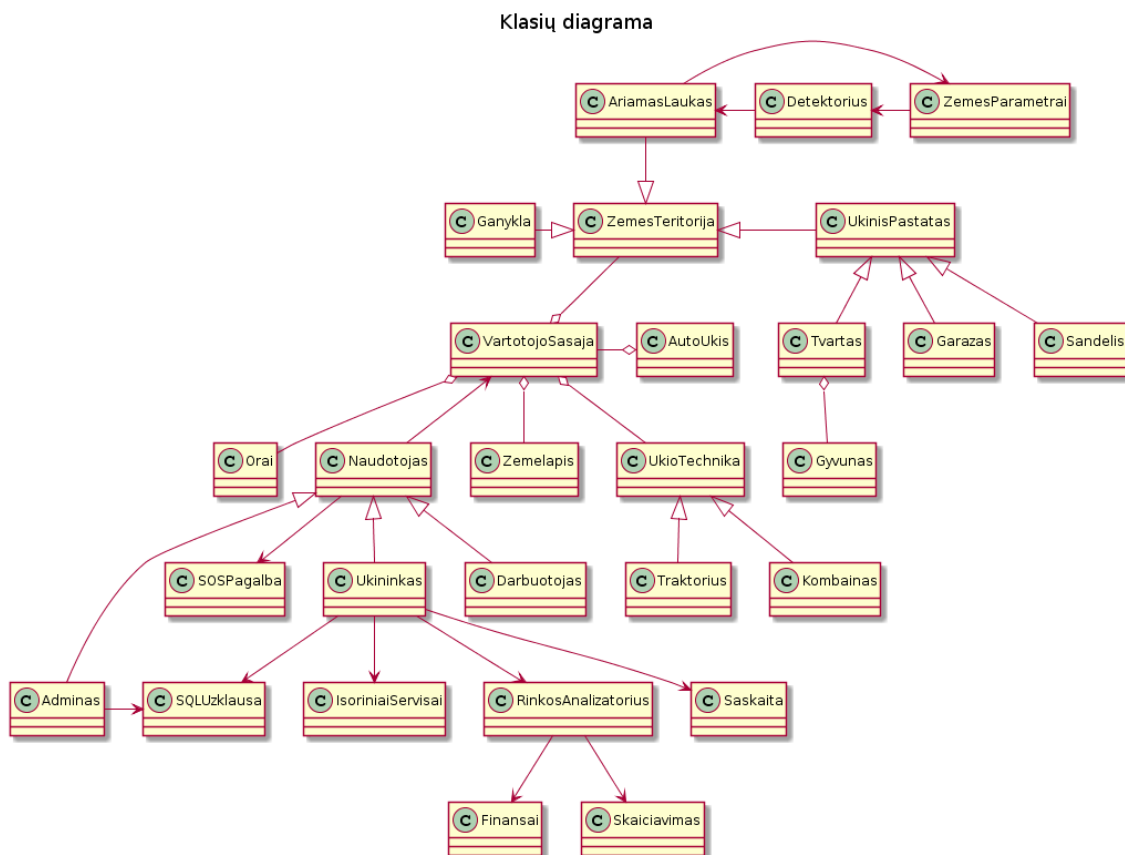 Klasių diagrama
C AriamasLaukas
C Detektorius
C ZemesParametrai
C Ganykla
C ZemesTeritorija
C UkinisPastatas
C VartotojoSasaja
C AutoUkis
C Tvartas
C Garazas
C Sandelis
C Orai
C Naudotojas
C Zemelapis
C UkioTechnika
C Gyvunas
C SOSPagalba
C Ukininkas
C Darbuotojas
C Traktorius
C Kombainas
C Adminas
C SQLUzklausa
C IsoriniaiServisai
C RinkosAnalizatorius
C Saskaita
C Finansai
C Skaiciavimas